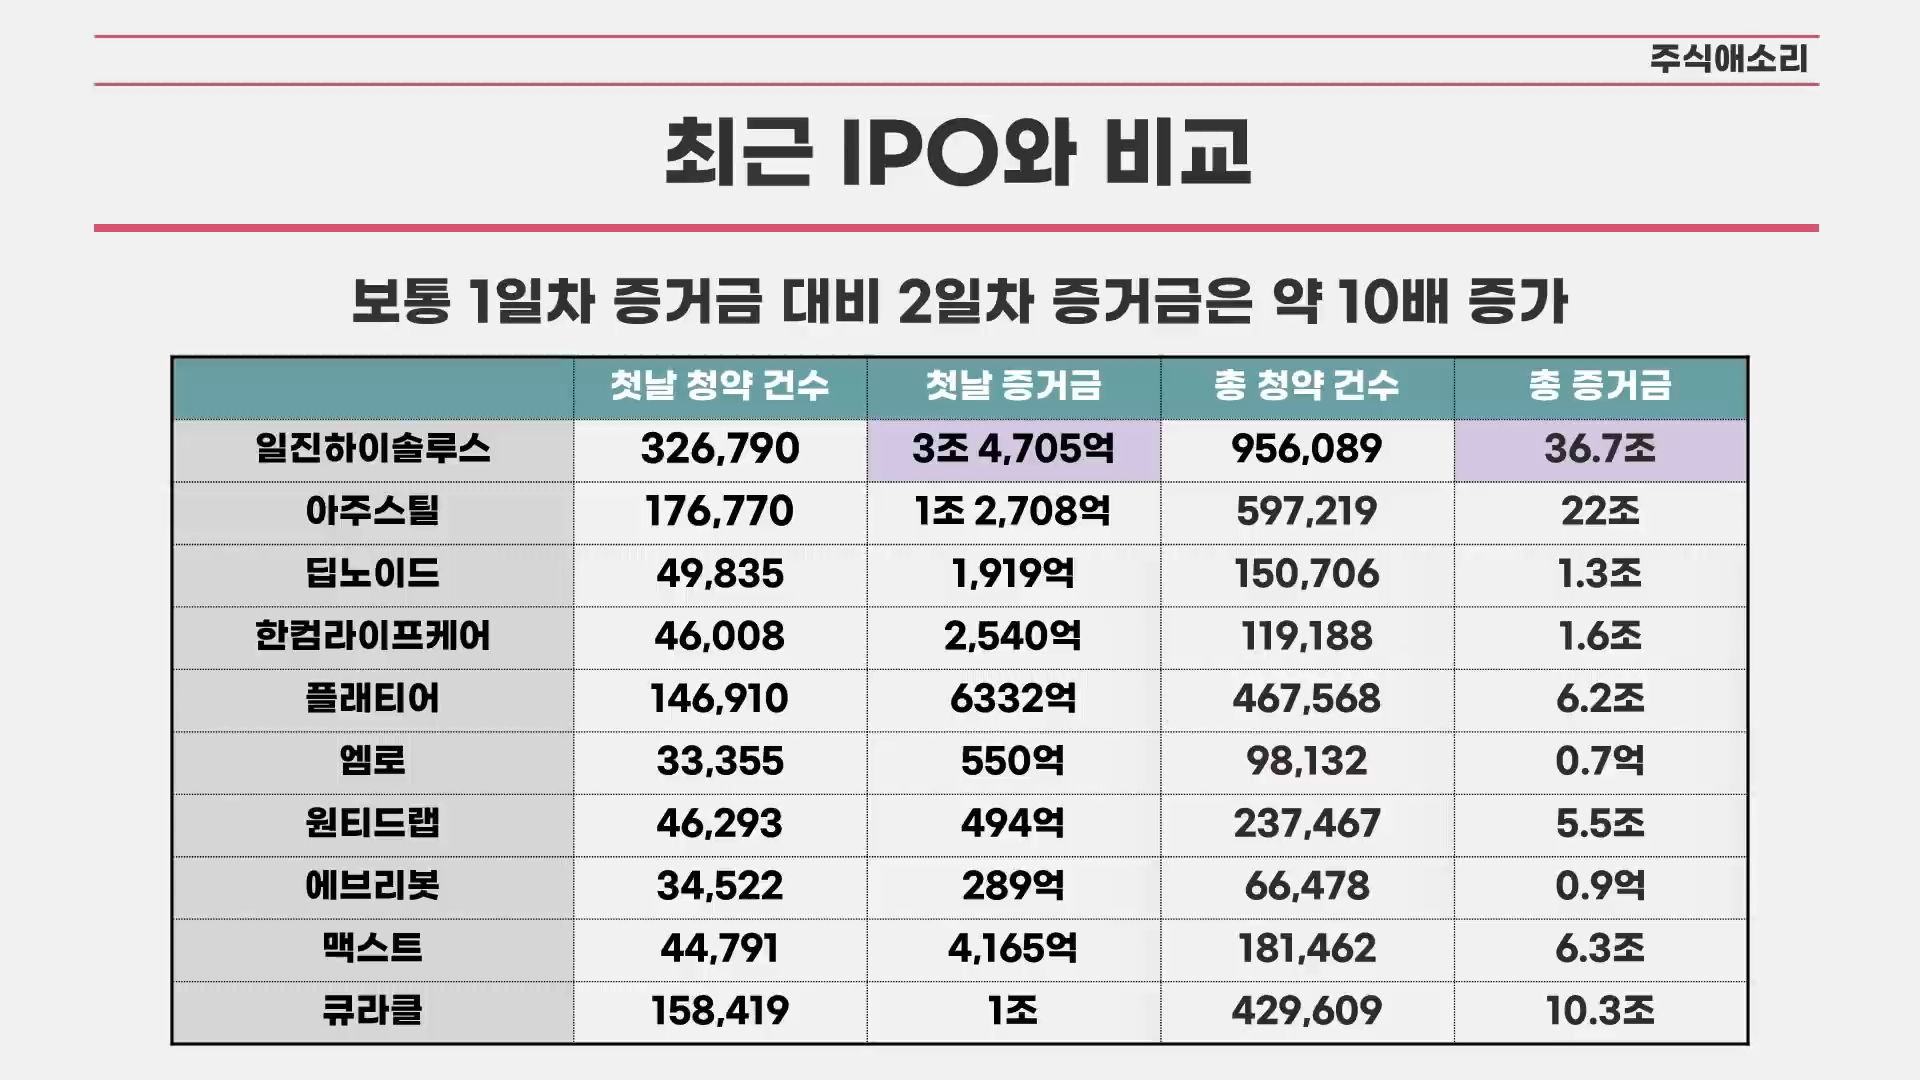 주식애소리
최근 IPO와 비교
보통 1일차 증거금 대비 2일차 증거금은 약 10배 증가
첫날 청약 건수 첫날 증거금 총 청약 건수 총 증거금
일진하이솔루스 326,790 3조 4,705억 956,089 36.7조
아주스틸 176,770 1조 2,708억 597,219 22조
딥노이드 49,835 1,919억 150,706 1.3조
한컴라이프케어 46,008 2,540억 119,188 1.6조
플래티어 146,910 6332억 467,568 6.2조
엠로 33,355 550억 98,132 0.7억
원티드랩 46,293 494억 237,467 5.5조
에브리봇 34,522 289억 66,478 0.9억
맥스트 44,791 4,165억 181,462 6.3조
큐라클 158,419 1조 429,609 10.3조